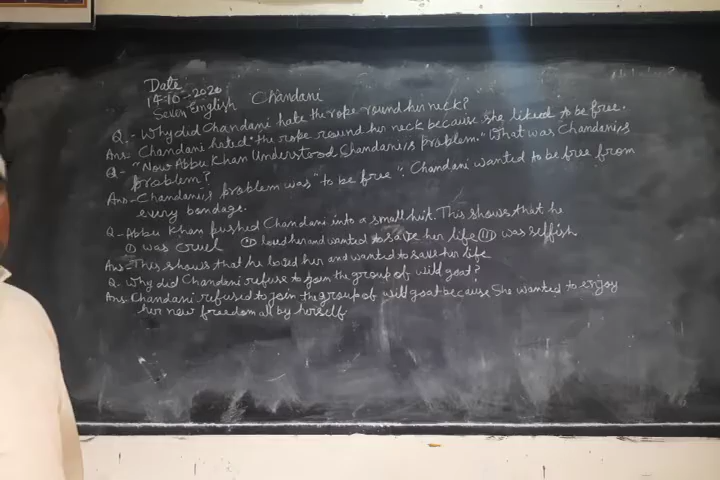 Date
14-10-2020
Seven English Chandani
Q.- Why did Chandani hate the rope round her neck?
Ans- Chandani hated "the rope round her neck because she liked to be free.
Q- "Now Abbu Khan Understood Chandani's problem." What was Chandani's
problem?
Ans- Chandani's problem was "to be free". Chandani wanted to be free from
every bondage.
Q- Abbu Khan pushed Chandani into a small hut. This shows that he
(i) was cruel (ii) loved her and wanted to save her life (iii) was selfish
Ans- This shows that he loved her and wanted to save her life
Q- Why did Chandani refuse to join the group of wild goat?
Ans Chandani refused to join the group of wild goat because She wanted to enjoy
her new freedom all by herself